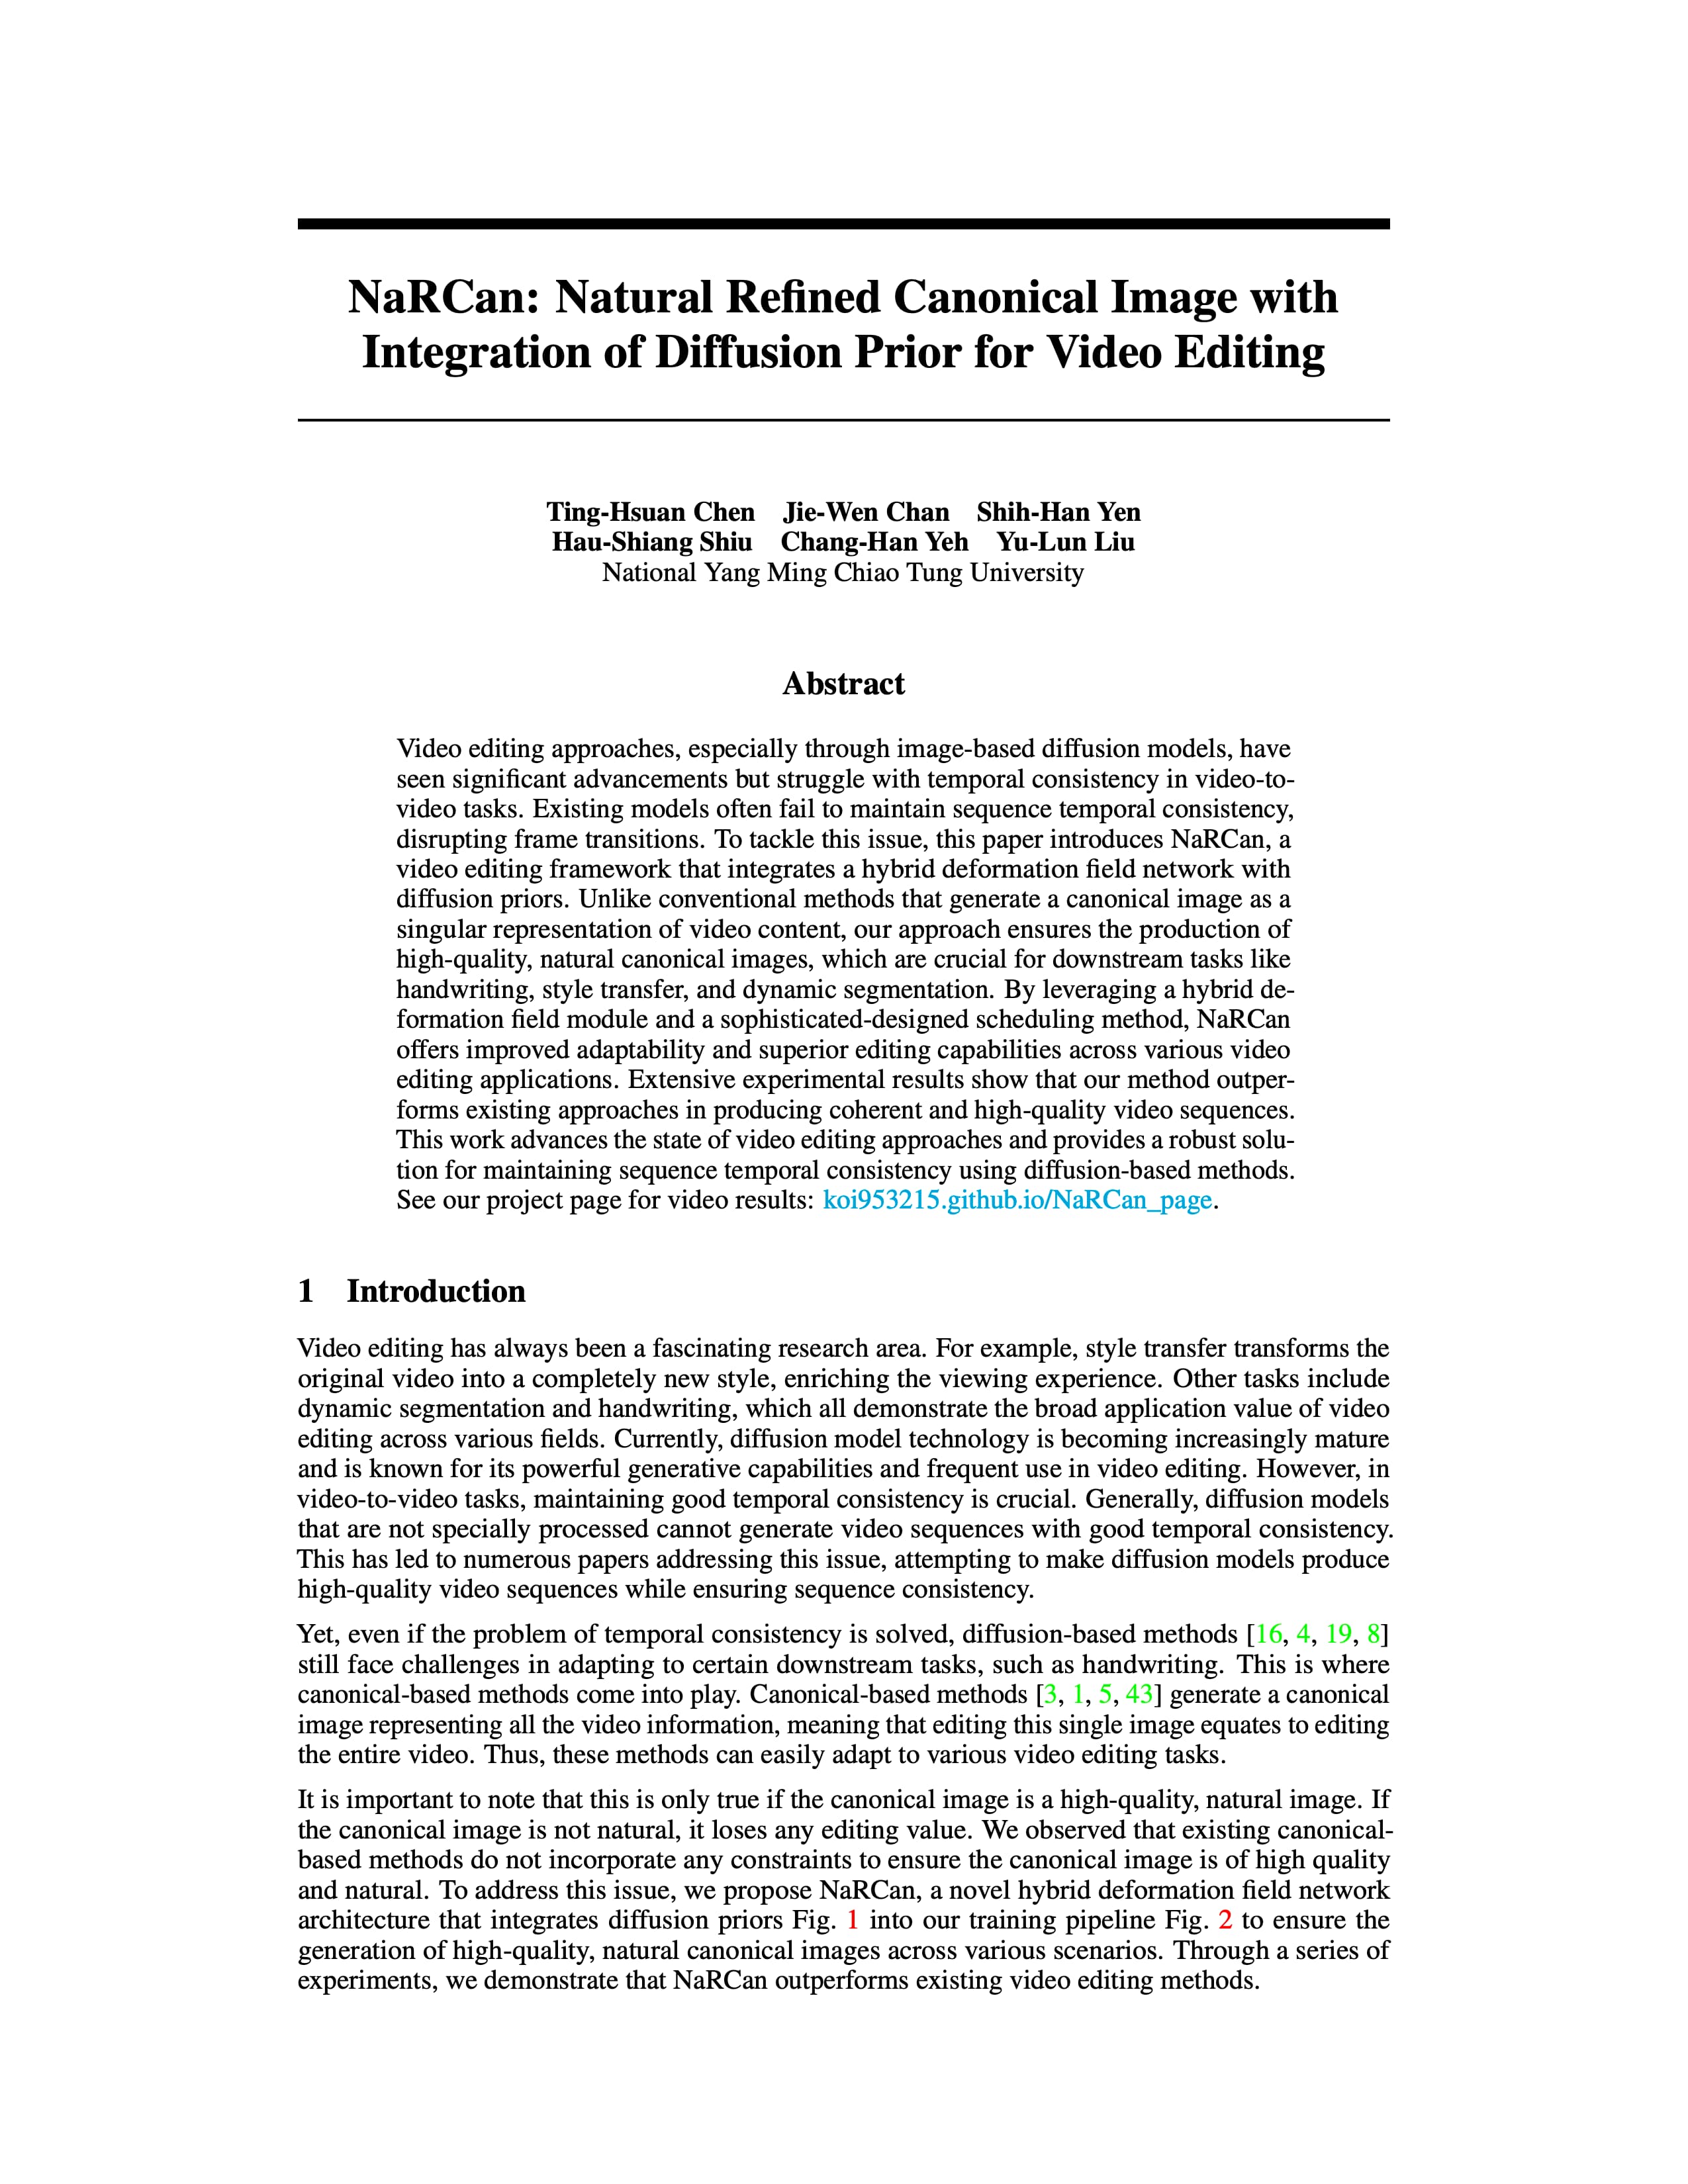 NaRCan: Natural Refined Canonical Image with
Integration of Diffusion Prior for Video Editing
Ting-Hsuan Chen Jie-Wen Chan Shih-Han Yen
Hau-Shiang Shiu Chang-Han Yeh Yu-Lun Liu
National Yang Ming Chiao Tung University
Abstract
Video editing approaches, especially through image-based diffusion models, have
seen significant advancements but struggle with temporal consistency in video-to-
video tasks. Existing models often fail to maintain sequence temporal consistency,
disrupting frame transitions. To tackle this issue, this paper introduces NaRCan, a
video editing framework that integrates a hybrid deformation field network with
diffusion priors. Unlike conventional methods that generate a canonical image as a
singular representation of video content, our approach ensures the production of
high-quality, natural canonical images, which are crucial for downstream tasks like
handwriting, style transfer, and dynamic segmentation. By leveraging a hybrid de-
formation field module and a sophisticated-designed scheduling method, NaRCan
offers improved adaptability and superior editing capabilities across various video
editing applications. Extensive experimental results show that our method outper-
forms existing approaches in producing coherent and high-quality video sequences.
This work advances the state of video editing approaches and provides a robust solu-
tion for maintaining sequence temporal consistency using diffusion-based methods.
See our project page for video results: koi953215.github.io/NaRCan_page.
1 Introduction
Video editing has always been a fascinating research area. For example, style transfer transforms the
original video into a completely new style, enriching the viewing experience. Other tasks include
dynamic segmentation and handwriting, which all demonstrate the broad application value of video
editing across various fields. Currently, diffusion model technology is becoming increasingly mature
and is known for its powerful generative capabilities and frequent use in video editing. However, in
video-to-video tasks, maintaining good temporal consistency is crucial. Generally, diffusion models
that are not specially processed cannot generate video sequences with good temporal consistency.
This has led to numerous papers addressing this issue, attempting to make diffusion models produce
high-quality video sequences while ensuring sequence consistency.
Yet, even if the problem of temporal consistency is solved, diffusion-based methods [16, 4, 19, 8]
still face challenges in adapting to certain downstream tasks, such as handwriting. This is where
canonical-based methods come into play. Canonical-based methods [3, 1, 5, 43] generate a canonical
image representing all the video information, meaning that editing this single image equates to editing
the entire video. Thus, these methods can easily adapt to various video editing tasks.
It is important to note that this is only true if the canonical image is a high-quality, natural image. If
the canonical image is not natural, it loses any editing value. We observed that existing canonical-
based methods do not incorporate any constraints to ensure the canonical image is of high quality
and natural. To address this issue, we propose NaRCan, a novel hybrid deformation field network
architecture that integrates diffusion priors Fig. 1 into our training pipeline Fig. 2 to ensure the
generation of high-quality, natural canonical images across various scenarios. Through a series of
experiments, we demonstrate that NaRCan outperforms existing video editing methods.